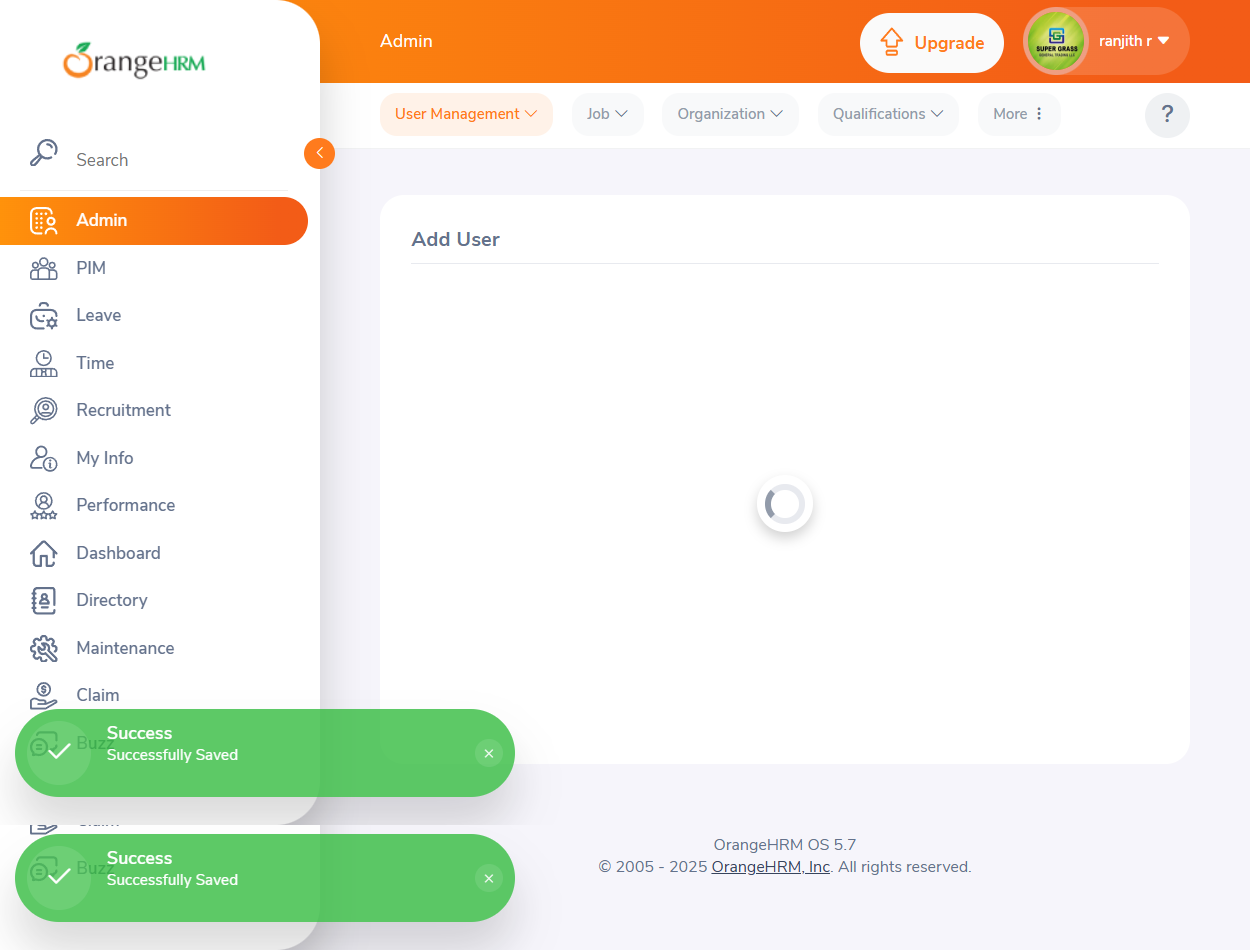 OrangeHRM
Admin
Upgrade
SUPER GRASS
ranjith r
User Management
Job
Organization
Qualifications
More
?
Search
Admin
PIM
Leave
Time
Recruitment
My Info
Performance
Dashboard
Directory
Maintenance
Claim
Buzz
Add User
Success
Successfully Saved
Claim
Buzz
Success
Successfully Saved
OrangeHRM OS 5.7
© 2005 - 2025 OrangeHRM, Inc. All rights reserved.